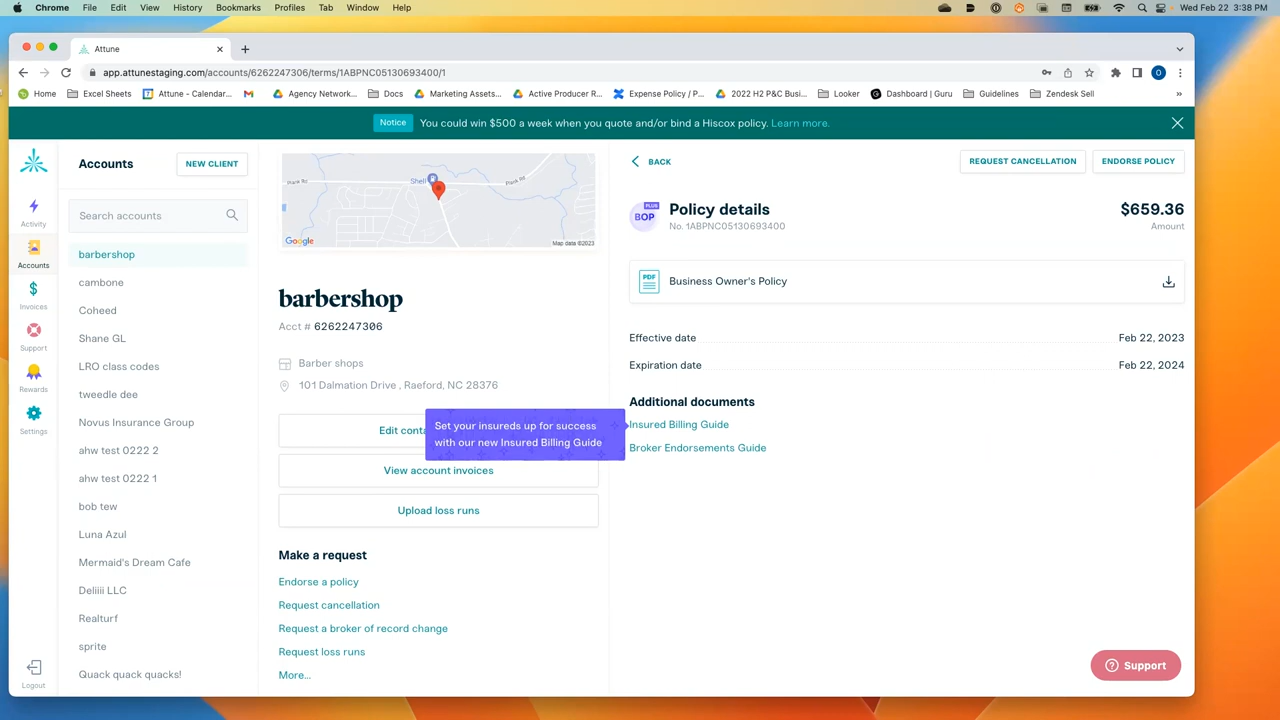 Chrome File Edit View History Bookmarks Profiles Tab Window Help
Wed Feb 22 3:38 PM
Attune
app.attunestaging.com/accounts/6262247306/terms/1ABPNC05130693400/1
O
Home Excel Sheets Attune - Calendar... Agency Network... Docs Marketing Assets... Active Producer R... Expense Policy / P... 2022 H2 P&C Busi... Looker Dashboard | Guru Guidelines Zendesk Sell »
Notice You could win $500 a week when you quote and/or bind a Hiscox policy. Learn more.
Activity
Accounts
Invoices
Support
Rewards
Settings
Logout
Accounts
NEW CLIENT
Search accounts
barbershop
cambone
Coheed
Shane GL
LRO class codes
tweedle dee
Novus Insurance Group
ahw test 0222 2
ahw test 0222 1
bob tew
Luna Azul
Mermaid's Dream Cafe
Deliiii LLC
Realturf
sprite
Quack quack quacks!
Plank Rd
Shell
Plank Rd
Google
Map data ©2023
barbershop
Acct # 6262247306
Barber shops
101 Dalmation Drive , Raeford, NC 28376
Edit conta
Set your insureds up for success
with our new Insured Billing Guide
View account invoices
Upload loss runs
Make a request
Endorse a policy
Request cancellation
Request a broker of record change
Request loss runs
More...
BACK
REQUEST CANCELLATION
ENDORSE POLICY
PLUS
BOP
Policy details
No. 1ABPNC05130693400
$659.36
Amount
PDF
Business Owner's Policy
Effective date Feb 22, 2023
Expiration date Feb 22, 2024
Additional documents
Insured Billing Guide
Broker Endorsements Guide
Support